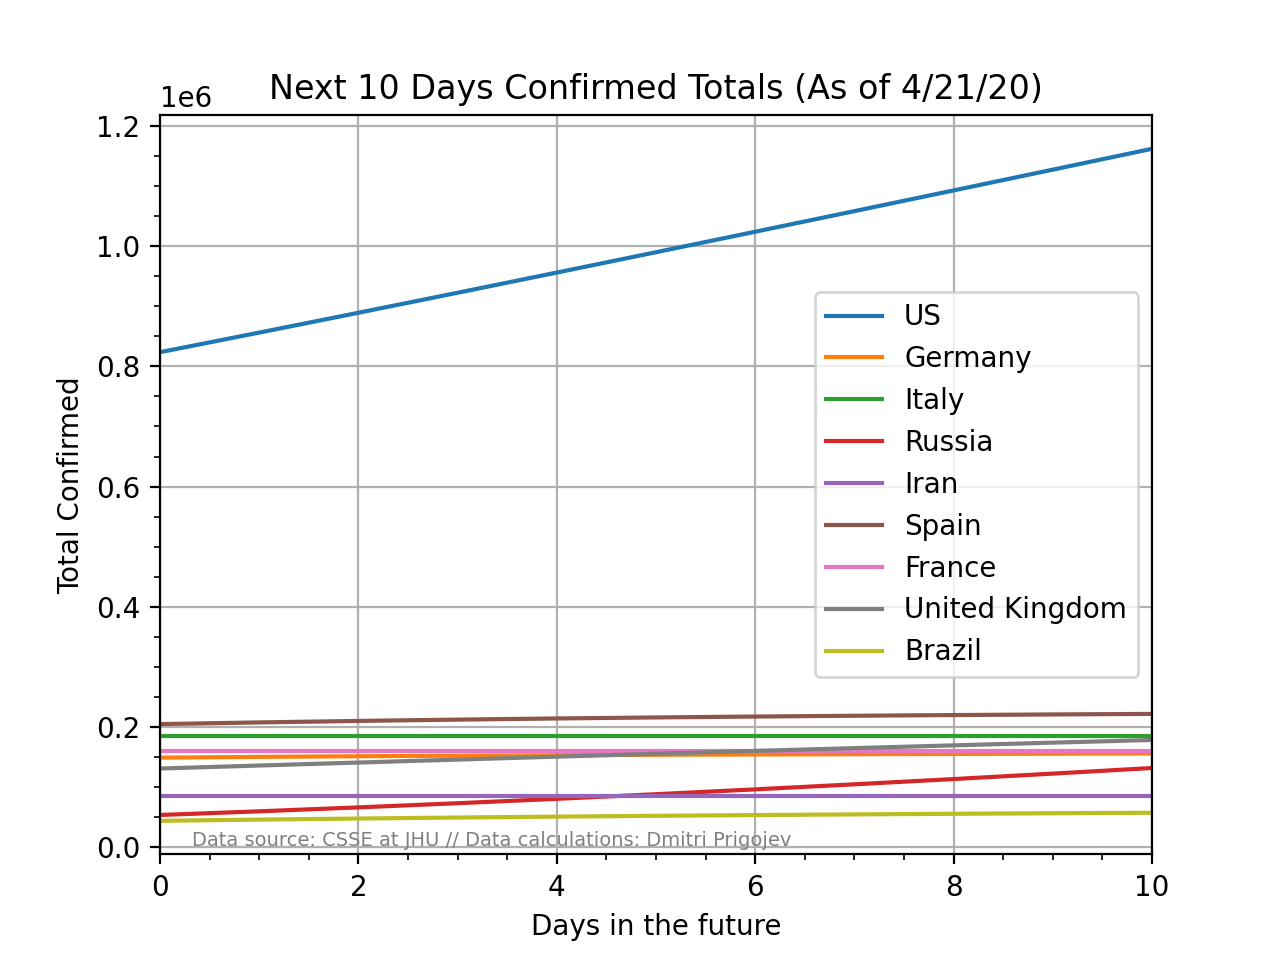 Next 10 Days Confirmed Totals (As of 4/21/20)
1e6
1.2
1.0
0.8
0.6
0.4
0.2
0.0
Total Confirmed
US
Germany
Italy
Russia
Iran
Spain
France
United Kingdom
Brazil
Data source: CSSE at JHU // Data calculations: Dmitri Prigojev
0 2 4 6 8 10
Days in the future